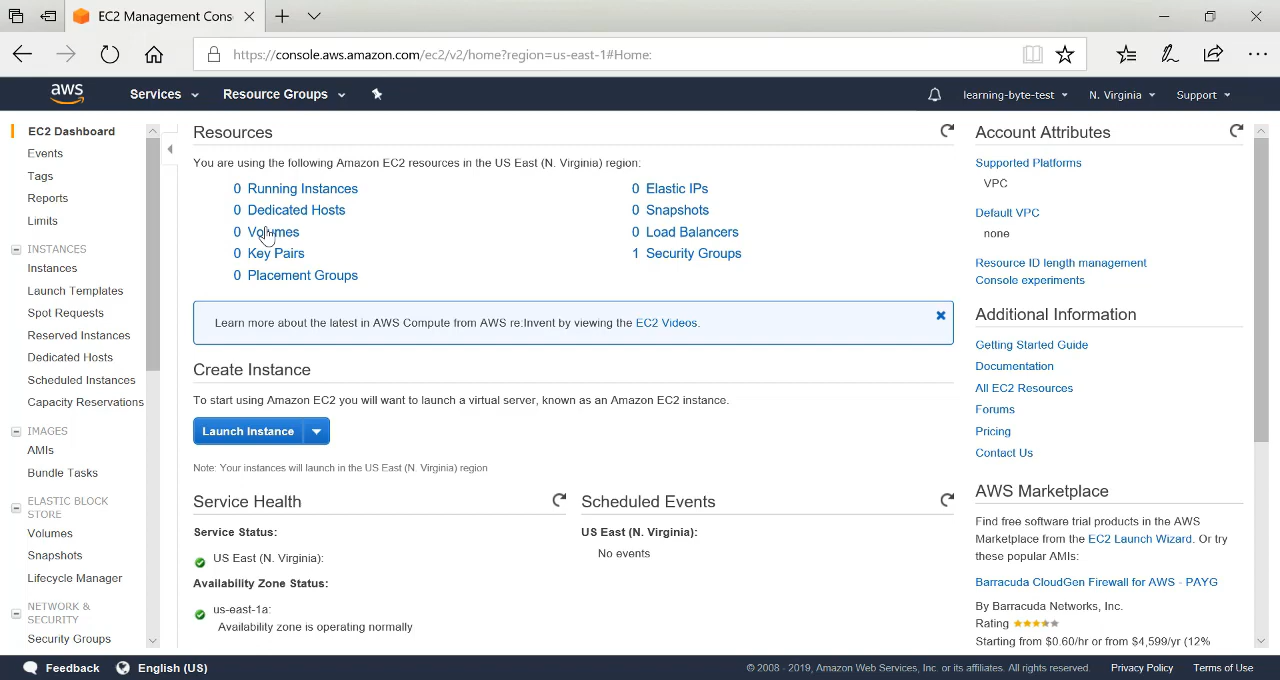 EC2 Management Cons
https://console.aws.amazon.com/ec2/v2/home?region=us-east-1#Home:
aws Services Resource Groups learning-byte-test N. Virginia Support
EC2 Dashboard
Events
Tags
Reports
Limits
INSTANCES
Instances
Launch Templates
Spot Requests
Reserved Instances
Dedicated Hosts
Scheduled Instances
Capacity Reservations
IMAGES
AMIs
Bundle Tasks
ELASTIC BLOCK
STORE
Volumes
Snapshots
Lifecycle Manager
NETWORK &
SECURITY
Security Groups
Resources
You are using the following Amazon EC2 resources in the US East (N. Virginia) region:
0 Running Instances
0 Dedicated Hosts
0 Volumes
0 Key Pairs
0 Placement Groups
0 Elastic IPs
0 Snapshots
0 Load Balancers
1 Security Groups
Learn more about the latest in AWS Compute from AWS re:Invent by viewing the EC2 Videos.
Create Instance
To start using Amazon EC2 you will want to launch a virtual server, known as an Amazon EC2 instance.
Launch Instance
Note: Your instances will launch in the US East (N. Virginia) region
Service Health
Service Status:
US East (N. Virginia):
Availability Zone Status:
us-east-1a:
Availability zone is operating normally
Scheduled Events
US East (N. Virginia):
No events
Account Attributes
Supported Platforms
VPC
Default VPC
none
Resource ID length management
Console experiments
Additional Information
Getting Started Guide
Documentation
All EC2 Resources
Forums
Pricing
Contact Us
AWS Marketplace
Find free software trial products in the AWS
Marketplace from the EC2 Launch Wizard. Or try
these popular AMIs:
Barracuda CloudGen Firewall for AWS - PAYG
By Barracuda Networks, Inc.
Rating
Starting from $0.60/hr or from $4,599/yr (12%
Feedback English (US) © 2008 - 2019, Amazon Web Services, Inc. or its affiliates. All rights reserved. Privacy Policy Terms of Use